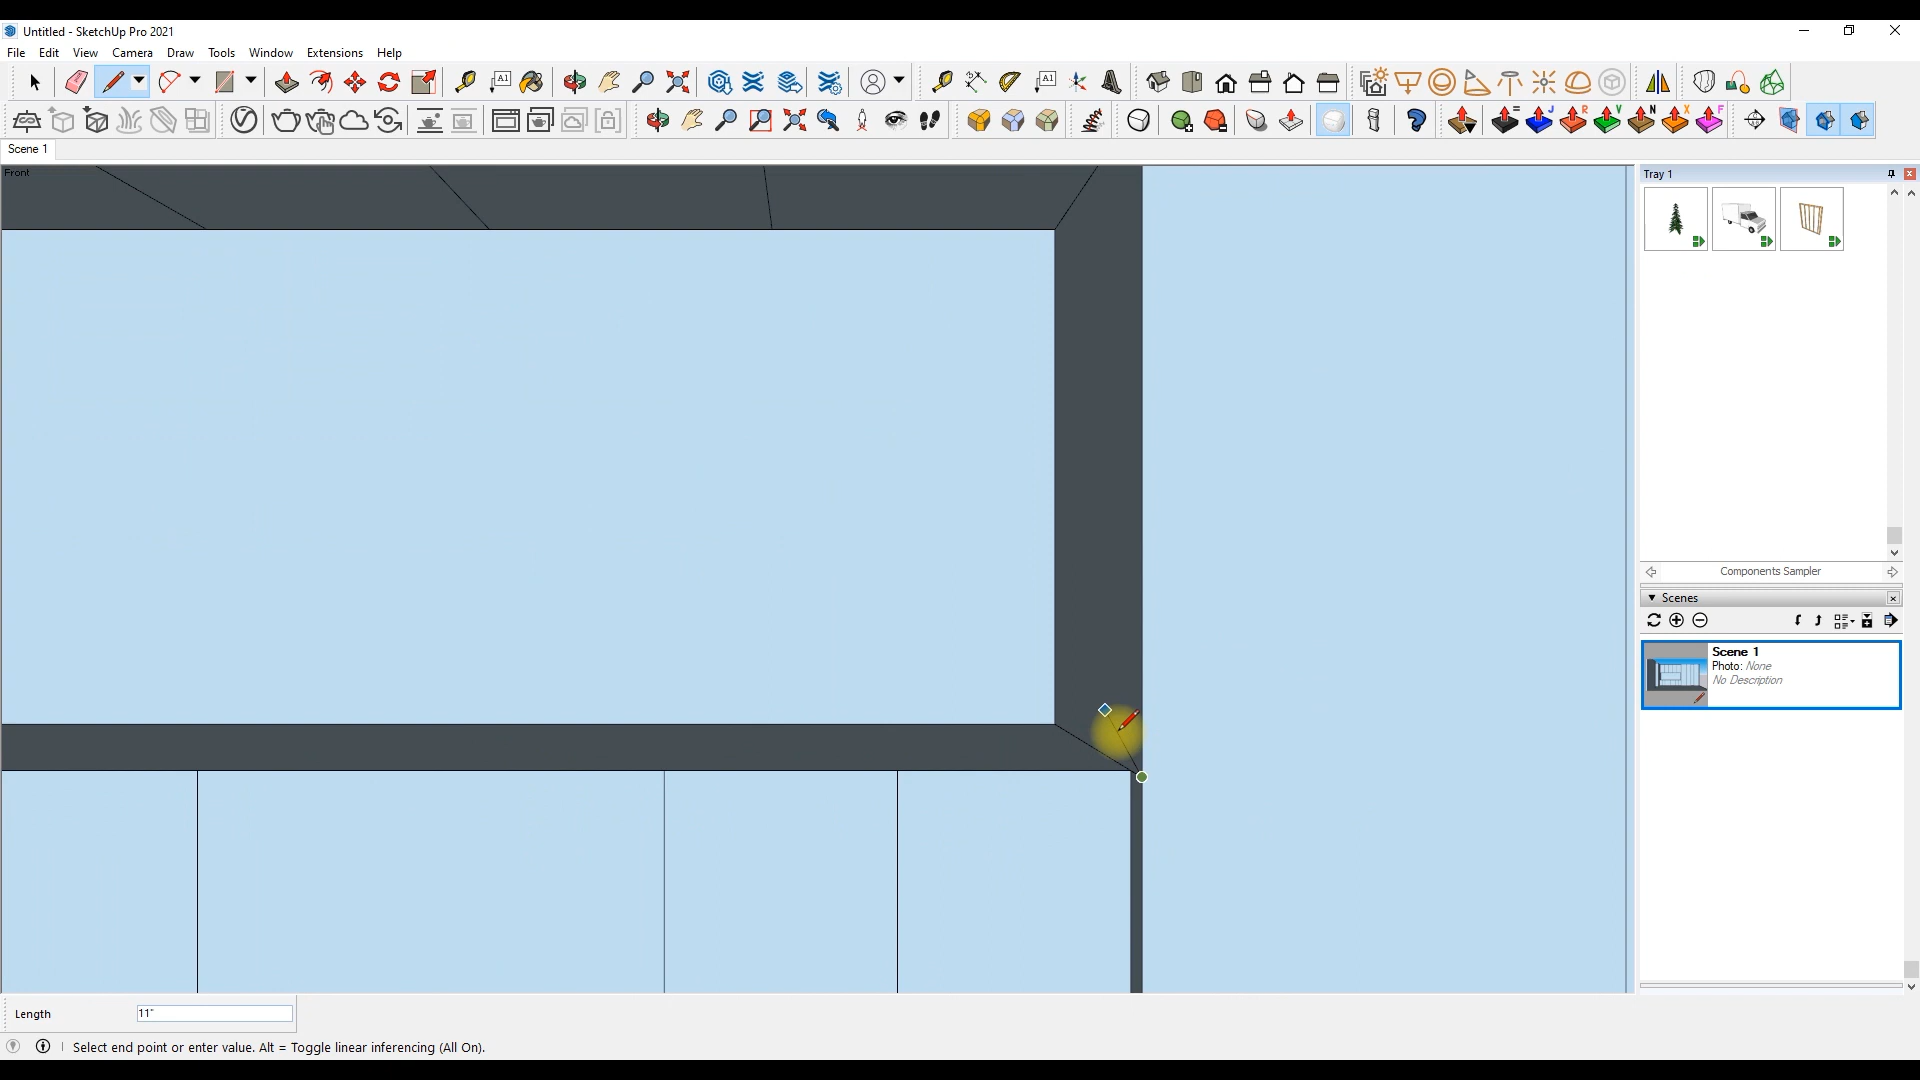 Untitled - SketchUp Pro 2021
File Edit View Camera Draw Tools Window Extensions Help
A1
A1
Scene 1
= J R V N X F
Front
Tray 1
Components Sampler
Scenes
Scene 1
Photo: None
No Description
Length 11"
Select end point or enter value. Alt = Toggle linear inferencing (All On).